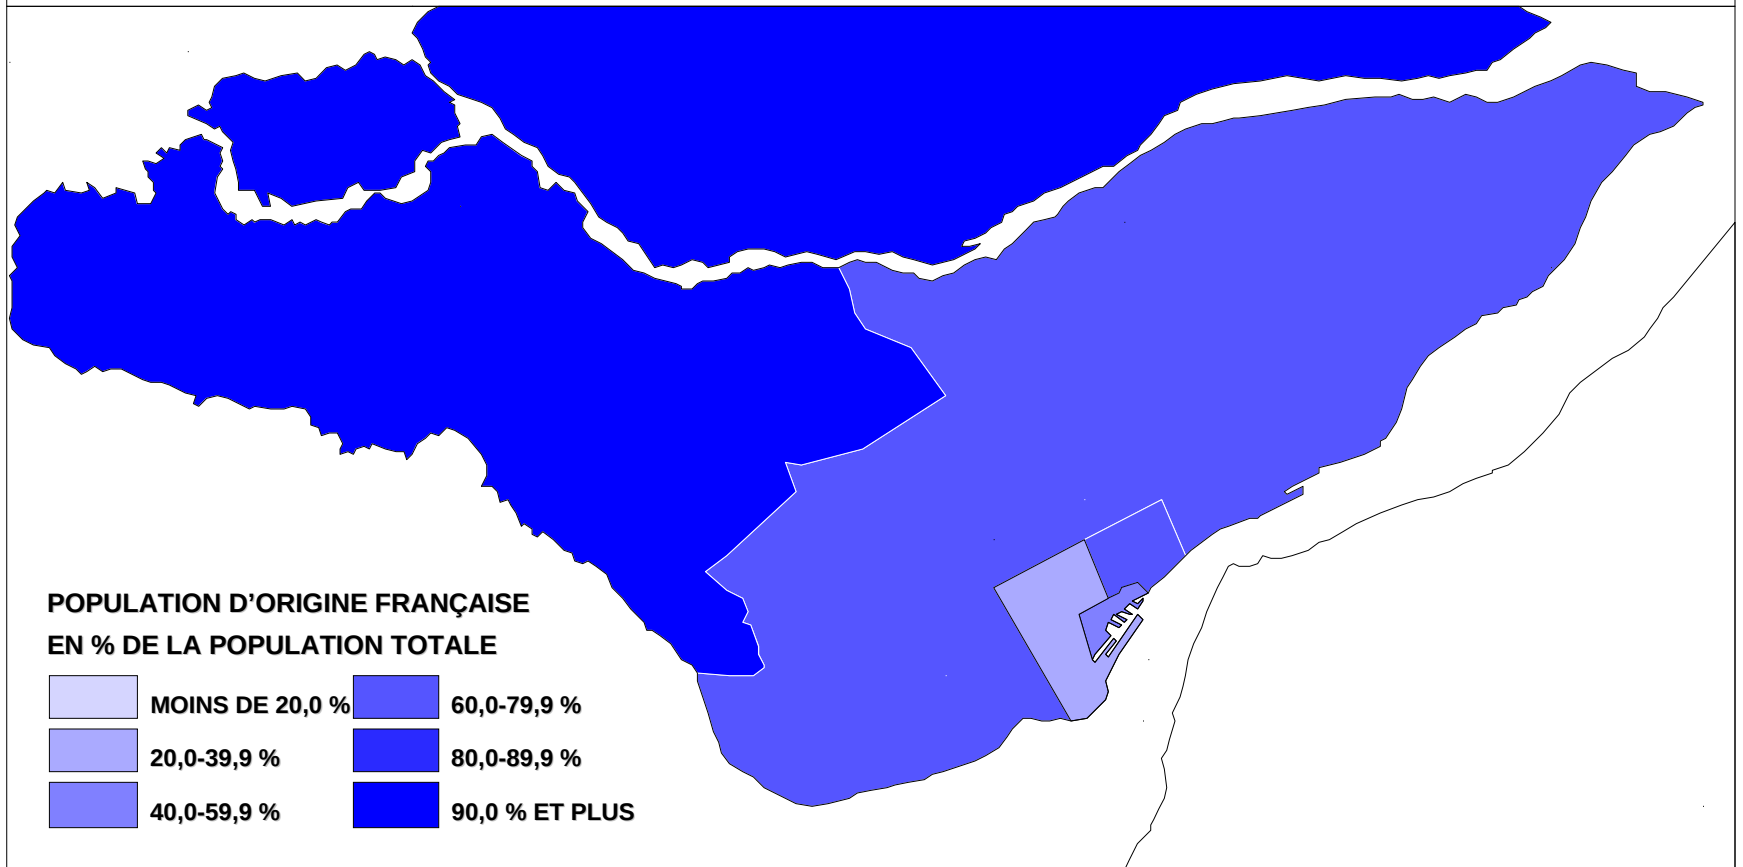 POPULATION D’ORIGINE FRANÇAISE
EN % DE LA POPULATION TOTALE
MOINS DE 20,0 %
20,0-39,9 %
40,0-59,9 %
60,0-79,9 %
80,0-89,9 %
90,0 % ET PLUS